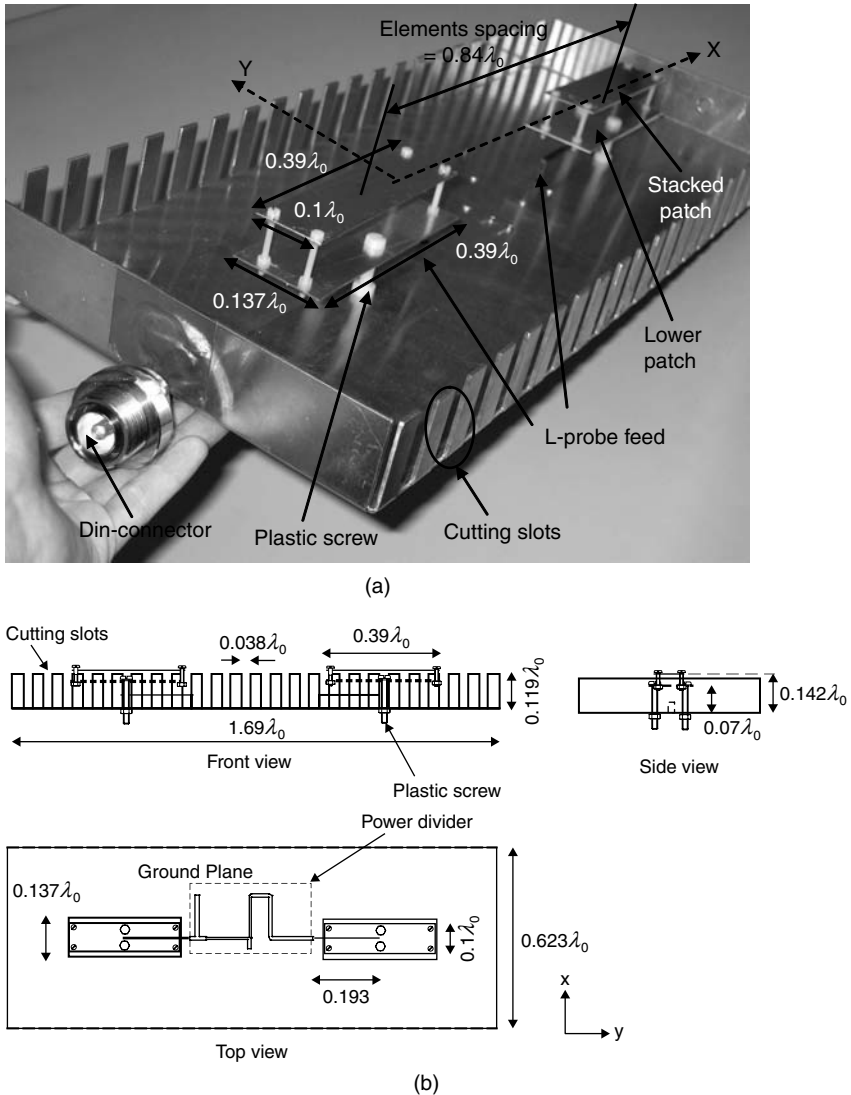 Elements spacing
= 0.84λ₀
X
Y
0.39λ₀
0.1λ₀
Stacked
patch
0.39λ₀
0.137λ₀
Lower
patch
L-probe feed
Din-connector
Plastic screw
Cutting slots
(a)
Cutting slots
0.038λ₀
0.39λ₀
0.119λ₀
0.142λ₀
1.69λ₀
0.07λ₀
Front view
Side view
Plastic screw
Power divider
Ground Plane
0.137λ₀
0.1λ₀
0.623λ₀
0.193
x
y
Top view
(b)